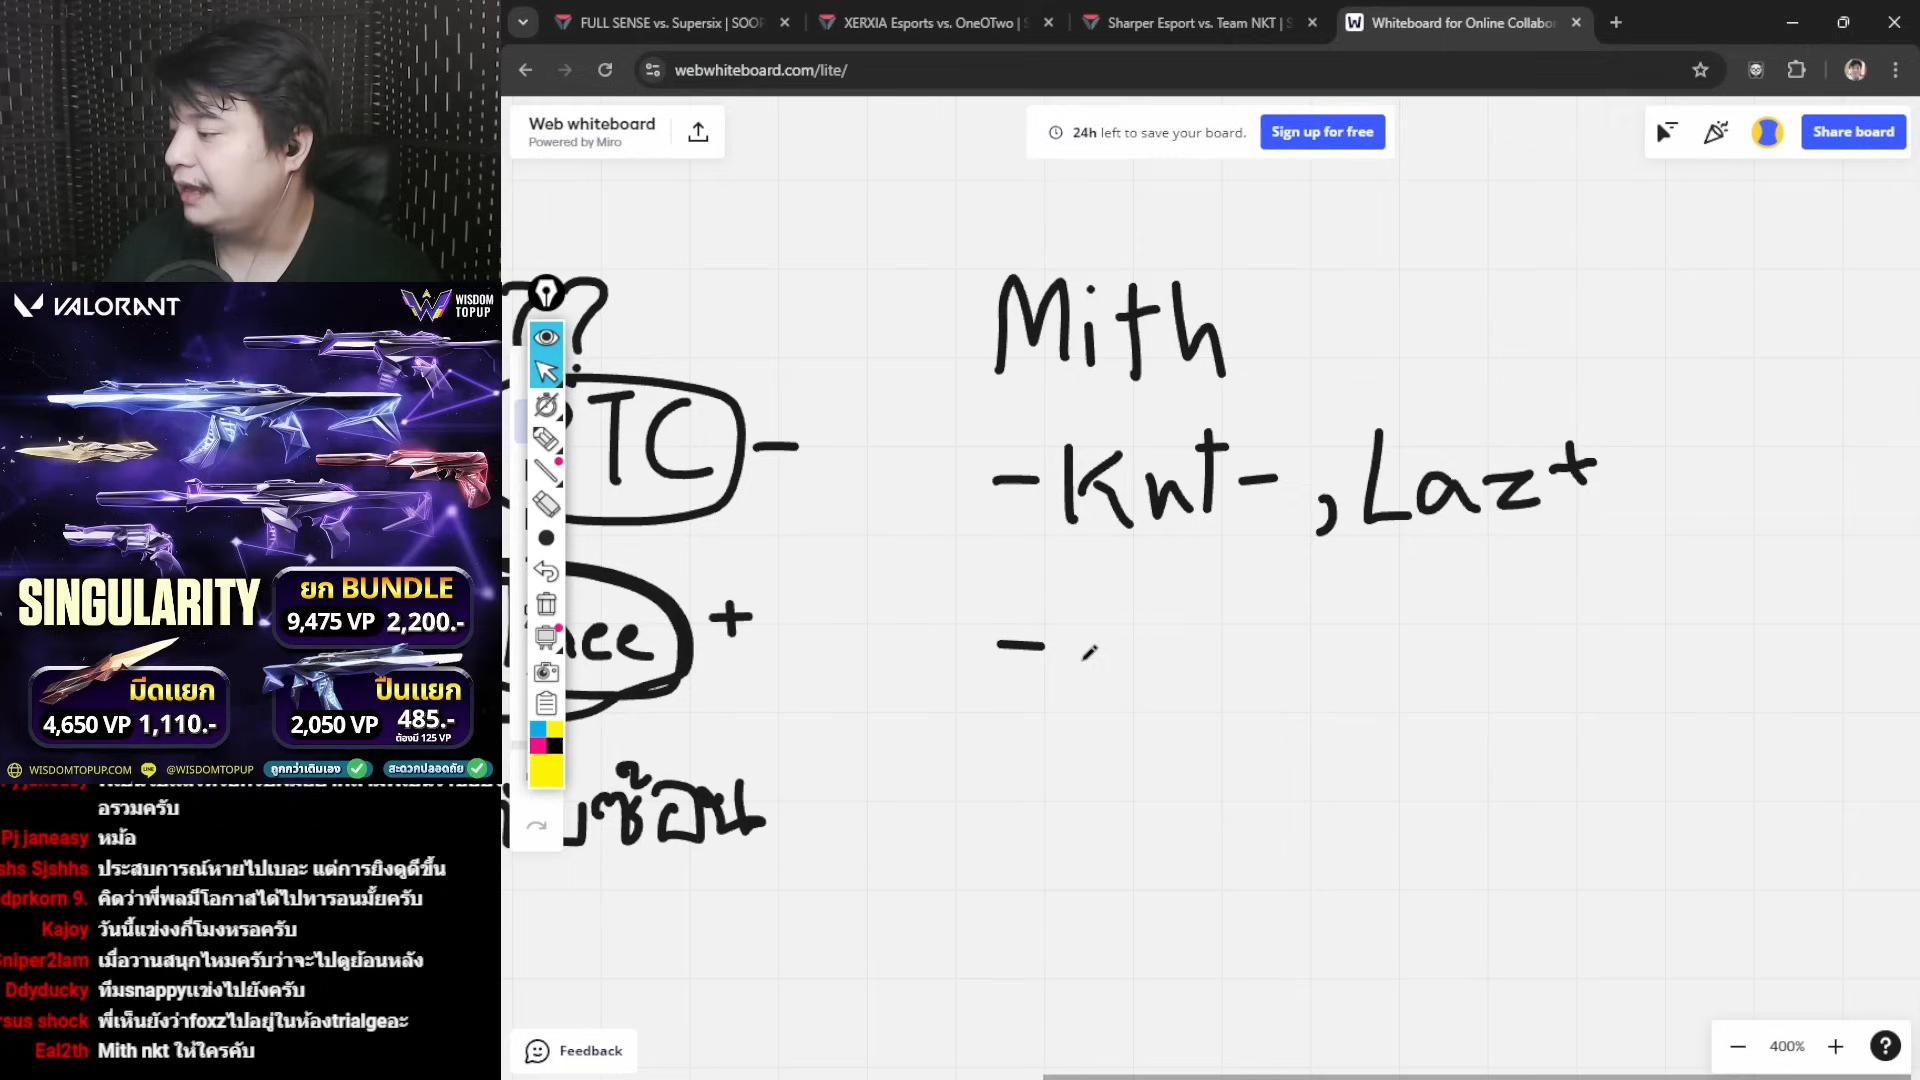 FULL SENSE vs. Supersix | SOOP
XERXIA Esports vs. OneOTwo |
Sharper Esport vs. Team NKT |
Whiteboard for Online Collabor
webwhiteboard.com/lite/
Web whiteboard
Powered by Miro
24h left to save your board.
Sign up for free
Share board
VALORANT
WISDOM
TOPUP
SINGULARITY
ยก BUNDLE
9,475 VP 2,200.-
มีดแยก
4,650 VP 1,110.-
ปืนแยก
2,050 VP 485.-
ต้องมี 125 VP
WISDOMTOPUP.COM @WISDOMTOPUP ถูกกว่าเติมเอง สะดวกปลอดภัย
??
TC -
+
Mith
- Knt - , Laz +
-
อรวมครับ
Pj janeasy หม้อ
shs Sjshhs ประสบการณ์หายไปเบอะ แต่การยิงดูดีขึ้น
dprkorn 9. คิดว่าพี่พลมีโอกาสได้ไปทารอนมั้ยครับ
Kajoy วันนี้แข่งกี่โมงหรอครับ
Sniper2lam เมื่อวานสนุกไหมครับว่าจะไปดูย้อนหลัง
Ddyducky ทีมsnappyแข่งไปยังครับ
rsus shock พี่เห็นยังว่าfoxzไปอยู่ในห้องtrialgeอะ
Eal2th Mith nkt ให้ใครคับ
Feedback
400%